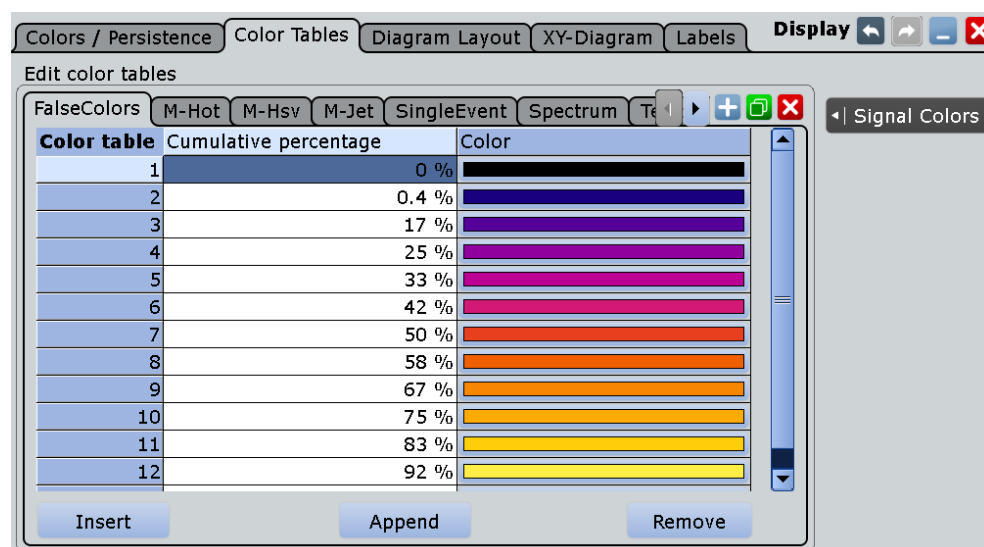 Colors / Persistence Color Tables Diagram Layout XY-Diagram Labels Display
Edit color tables
FalseColors M-Hot M-Hsv M-Jet SingleEvent Spectrum
Signal Colors
Color table Cumulative percentage Color
1 0 %
2 0.4 %
3 17 %
4 25 %
5 33 %
6 42 %
7 50 %
8 58 %
9 67 %
10 75 %
11 83 %
12 92 %
Insert Append Remove